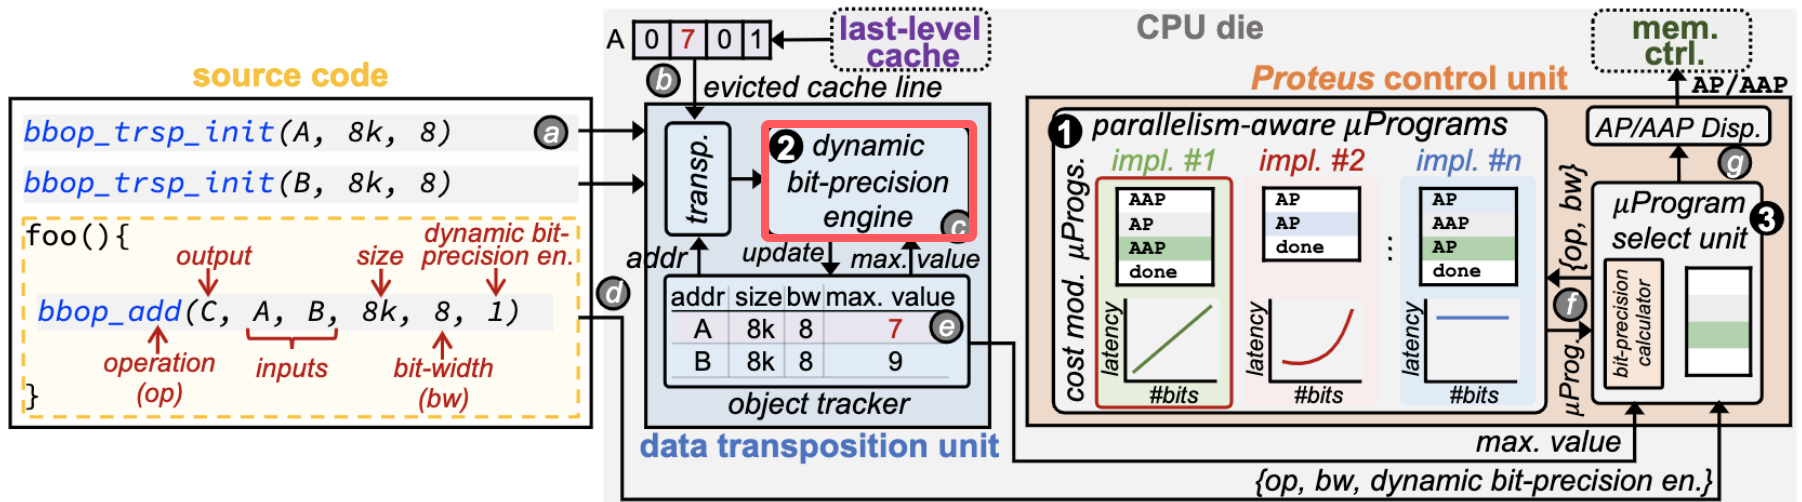 source code
bbop_trsp_init(A, 8k, 8)
a
bbop_trsp_init(B, 8k, 8)
foo(){
output
size
dynamic bit-
precision en.
bbop_add(C, A, B, 8k, 8, 1)
operation
(op)
inputs
bit-width
(bw)
}
d
CPU die
A 0 7 0 1
last-level
cache
b
evicted cache line
transp.
2
dynamic
bit-precision
engine
c
addr
update
max. value
addr size bw max. value
A 8k 8 7
e
B 8k 8 9
object tracker
data transposition unit
Proteus control unit
1
parallelism-aware µPrograms
µProgs.
cost mod.
impl. #1
AAP
AP
AAP
done
latency
#bits
impl. #2
AP
AP
done
latency
#bits
...
impl. #n
AP
AAP
AP
done
latency
#bits
mem.
ctrl.
AP/AAP
AP/AAP Disp.
g
{op, bw}
f
µProg.
µProgram
select unit
3
bit-precision
calculator
max. value
{op, bw, dynamic bit-precision en.}